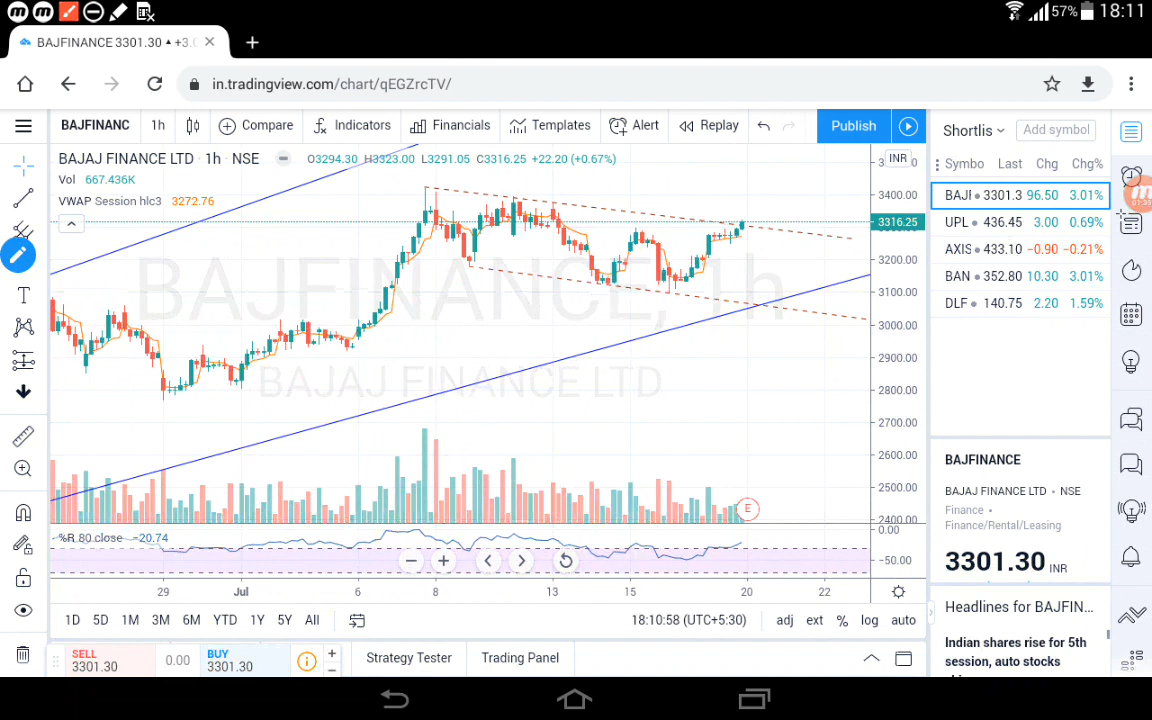 57% 18:11
BAJFINANCE 3301.30 ▲ +3.0
in.tradingview.com/chart/qEGZrcTV/
BAJFINANC 1h Compare Indicators Financials Templates Alert Replay Publish
Shortlis Add symbol
BAJAJ FINANCE LTD · 1h · NSE O3294.30 H3323.00 L3291.05 C3316.25 +22.20 (+0.67%)
INR
Vol 667.436K
VWAP Session hlc3 3272.76
Symbo Last Chg Chg%
BAJI 3301.3 96.50 3.01%
UPL 436.45 3.00 0.69%
AXIS 433.10 −0.90 −0.21%
BAN 352.80 10.30 3.01%
DLF 140.75 2.20 1.59%
01:33
3400.00
3316.25
3200.00
3100.00
3000.00
2900.00
2800.00
2700.00
2600.00
2500.00
2400.00
BAJFINANCE, 1h
BAJAJ FINANCE LTD
E
%R 80 close −20.74
0.00
−50.00
29 Jul 6 8 13 15 20 22
1D 5D 1M 3M 6M YTD 1Y 5Y All
18:10:58 (UTC+5:30) adj ext % log auto
SELL
3301.30
0.00
BUY
3301.30
Strategy Tester Trading Panel
BAJFINANCE
BAJAJ FINANCE LTD • NSE
Finance •
Finance/Rental/Leasing
3301.30 INR
Headlines for BAJFIN...
Indian shares rise for 5th
session, auto stocks